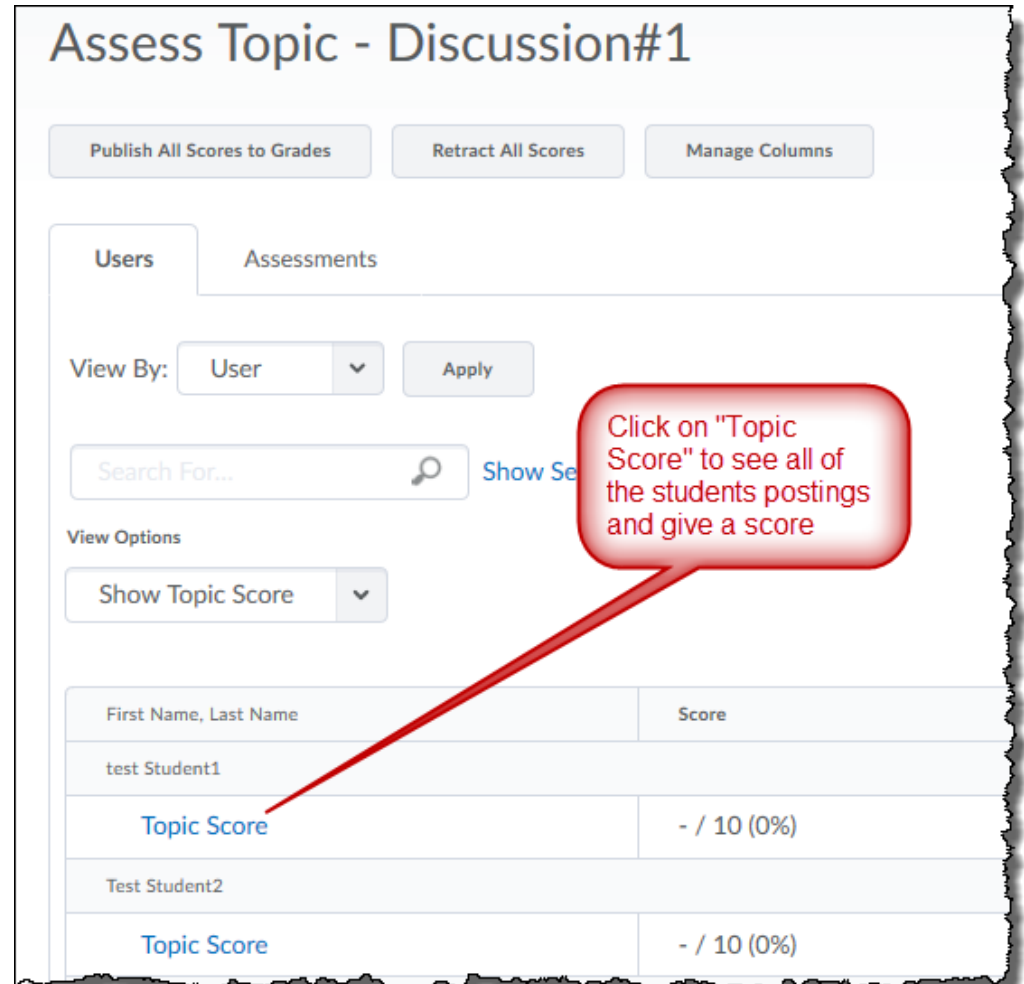 Assess Topic - Discussion#1
Publish All Scores to Grades
Retract All Scores
Manage Columns
Users
Assessments
View By:
User
Apply
Search For...
Show
Click on "Topic
Score" to see all of
the students postings
and give a score
View Options
Show Topic Score
First Name, Last Name
Score
test Student1
Topic Score
- / 10 (0%)
Test Student2
Topic Score
- / 10 (0%)